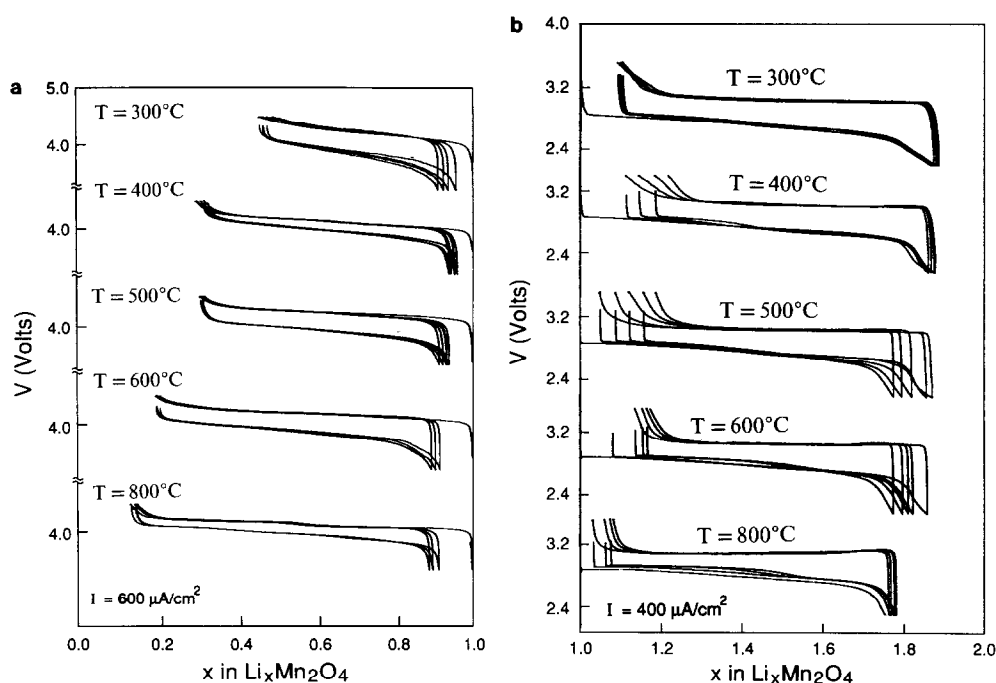 a
5.0
T = 300°C
4.0
T = 400°C
4.0
T = 500°C
4.0
T = 600°C
4.0
T = 800°C
4.0
I = 600 μA/cm²
V (Volts)
0.0 0.2 0.4 0.6 0.8 1.0
x in LiₓMn₂O₄
b
4.0
T = 300°C
3.2
2.4
T = 400°C
3.2
2.4
T = 500°C
3.2
2.4
T = 600°C
3.2
2.4
T = 800°C
3.2
2.4
I = 400 μA/cm²
V (Volts)
1.0 1.2 1.4 1.6 1.8 2.0
x in LiₓMn₂O₄